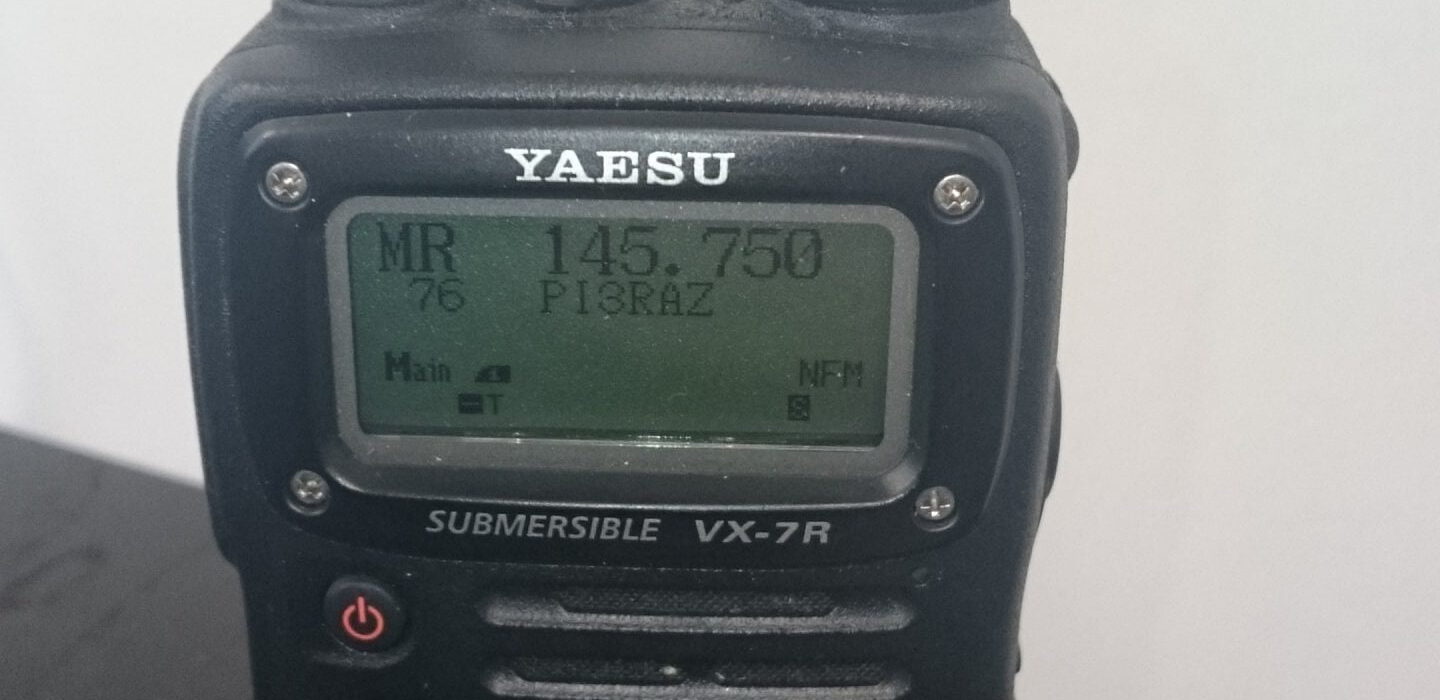 YAESU
MR 145.750
76 PI3RAZ
Main NFM
T S
SUBMERSIBLE VX-7R